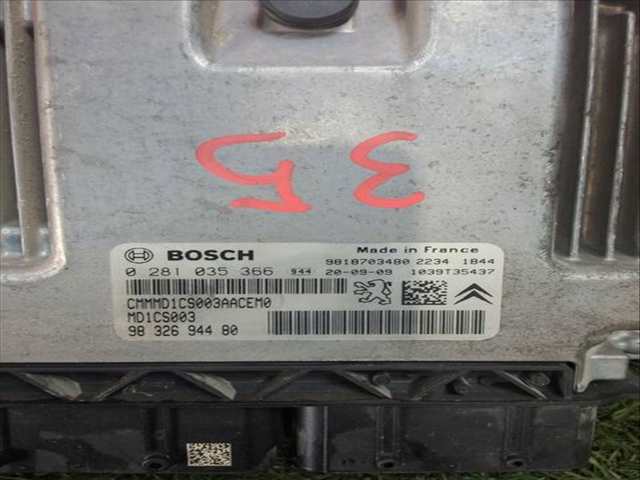 35
BOSCH
Made in France
0 281 035 366 944
9818703480 2234 1844
20-09-09 1039T35437
CMMMD1CS003AACEM0
MD1CS003
98 326 944 80